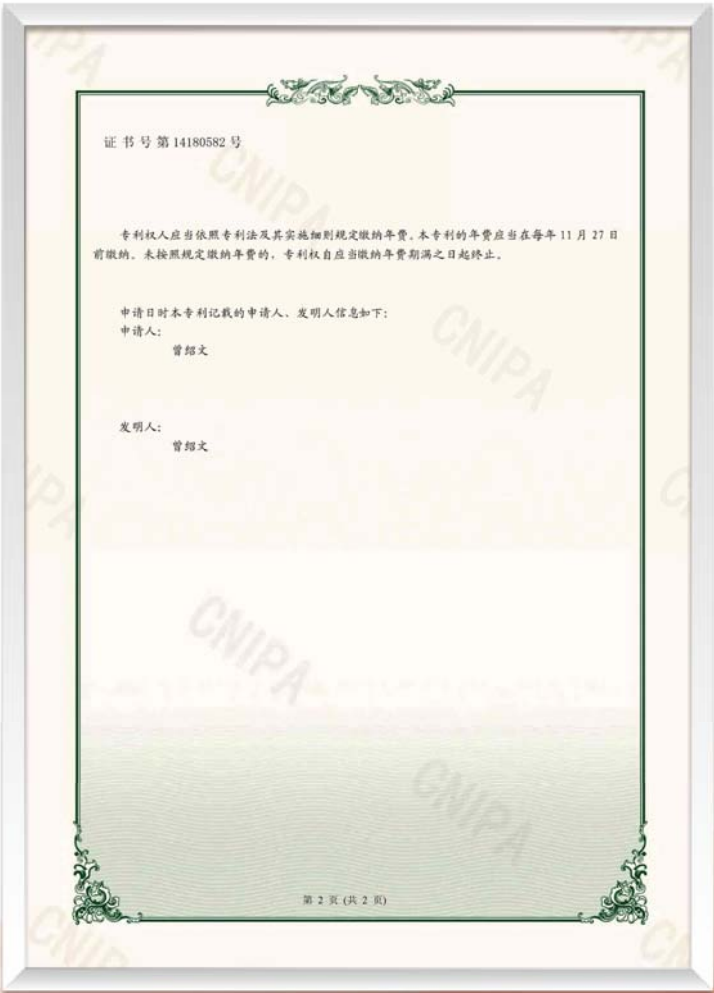 证书号第14180582号
专利权人应当依照专利法及其实施细则规定缴纳年费。本专利的年费应当在每年11月27日
前缴纳。未按照规定缴纳年费的，专利权自应当缴纳年费期满之日起终止。
申请日时本专利记载的申请人、发明人信息如下：
申请人：
曾绍文
发明人：
曾绍文
第 2 页 (共 2 页)
CNIPA
CNIPA
CNIPA
CNIPA